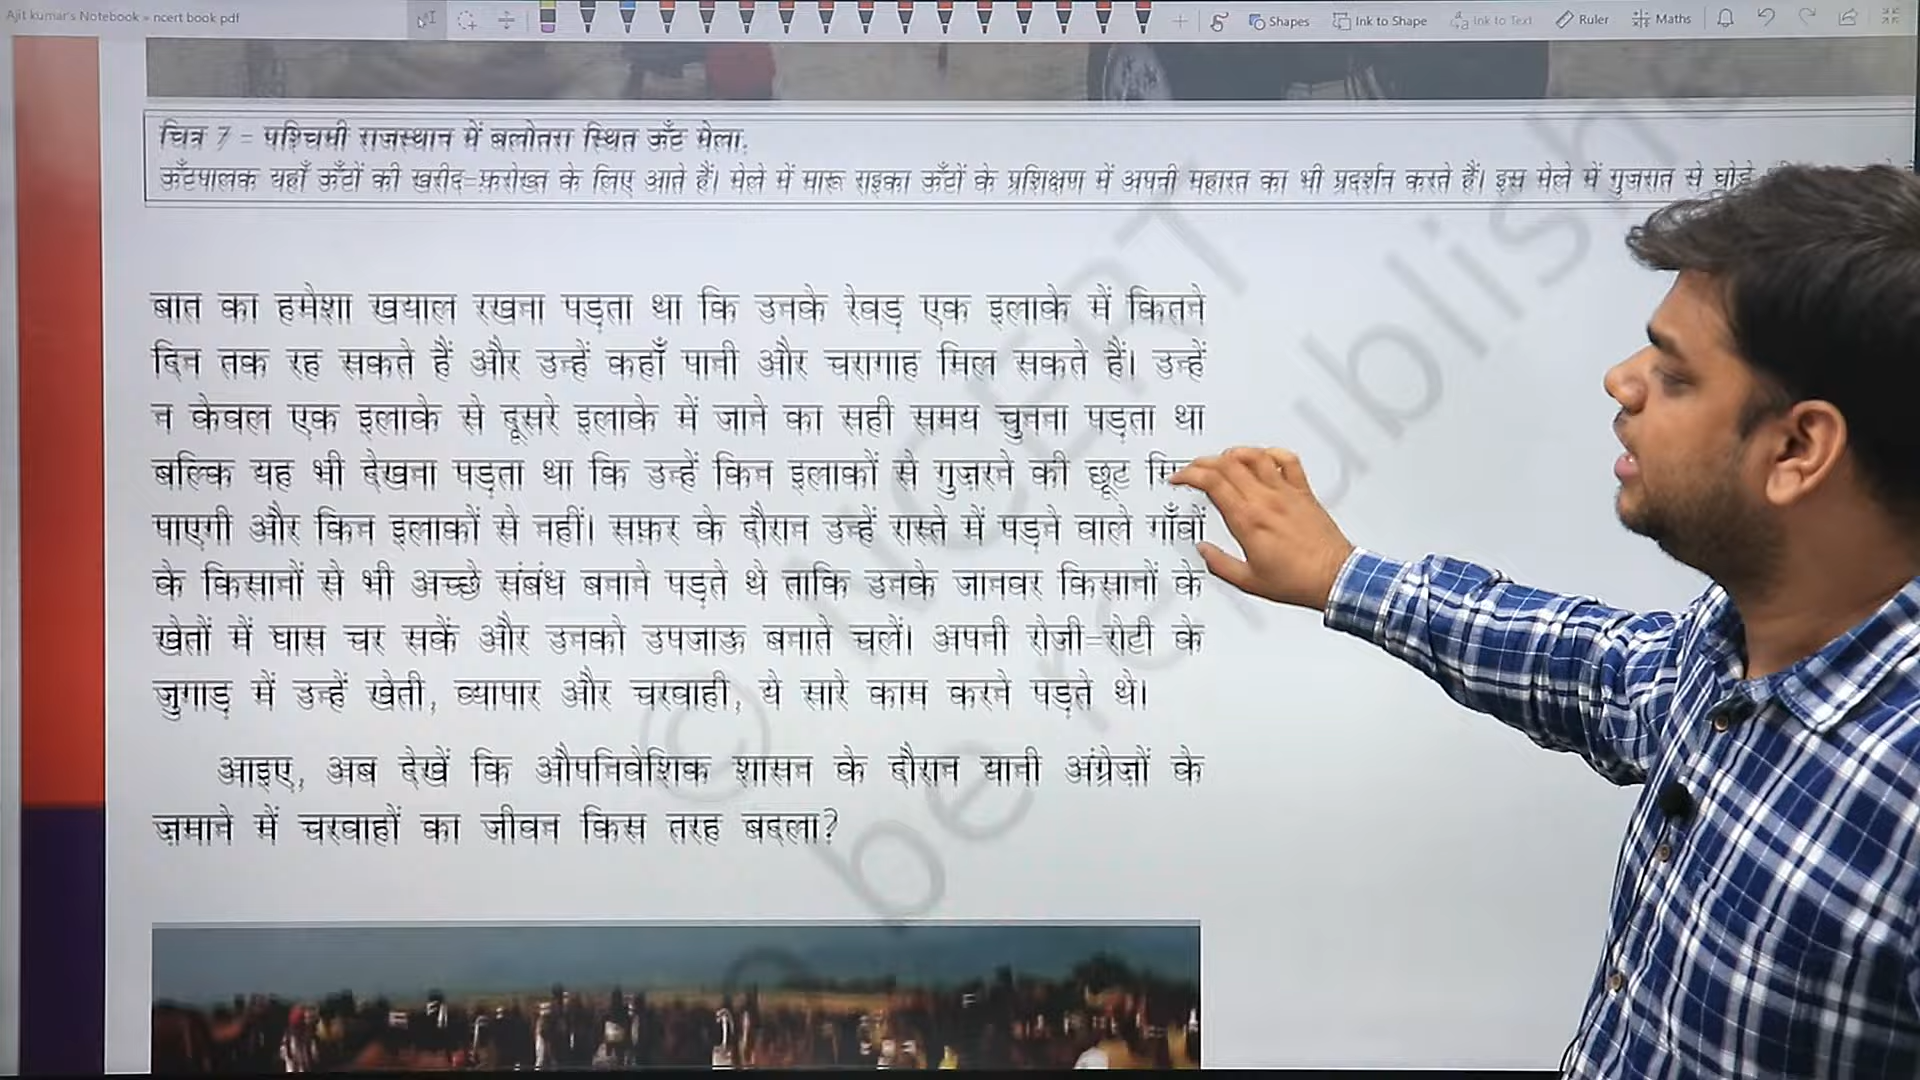 Ajit kumar's Notebook » ncert book pdf
Shapes Ink to Shape Ink to Text Ruler Maths
चित्र 7 – पश्चिमी राजस्थान में बलोतरा स्थित ऊँट मेला.
ऊँटपालक यहाँ ऊँटों की खरीद-फ़रोख्त के लिए आते हैं। मेले में मारू राइका ऊँटों के प्रशिक्षण में अपनी महारत का भी प्रदर्शन करते हैं। इस मेले में गुजरात से घोड़े
बात का हमेशा खयाल रखना पड़ता था कि उनके रेवड़ एक इलाके में कितने
दिन तक रह सकते हैं और उन्हें कहाँ पानी और चरागाह मिल सकते हैं। उन्हें
न केवल एक इलाके से दूसरे इलाके में जाने का सही समय चुनना पड़ता था
बल्कि यह भी देखना पड़ता था कि उन्हें किन इलाकों से गुज़रने की छूट
पाएगी और किन इलाकों से नहीं। सफ़र के दौरान उन्हें रास्ते में पड़ने वाले गाँवों
के किसानों से भी अच्छे संबंध बनाने पड़ते थे ताकि उनके जानवर किसानों के
खेतों में घास चर सकें और उनको उपजाऊ बनाते चलें। अपनी रोज़ी-रोटी के
जुगाड़ में उन्हें खेती, व्यापार और चरवाही, ये सारे काम करने पड़ते थे।
आइए, अब देखें कि औपनिवेशिक शासन के दौरान यानी अंग्रेज़ों के
ज़माने में चरवाहों का जीवन किस तरह बदला?
© NCERT
be republish